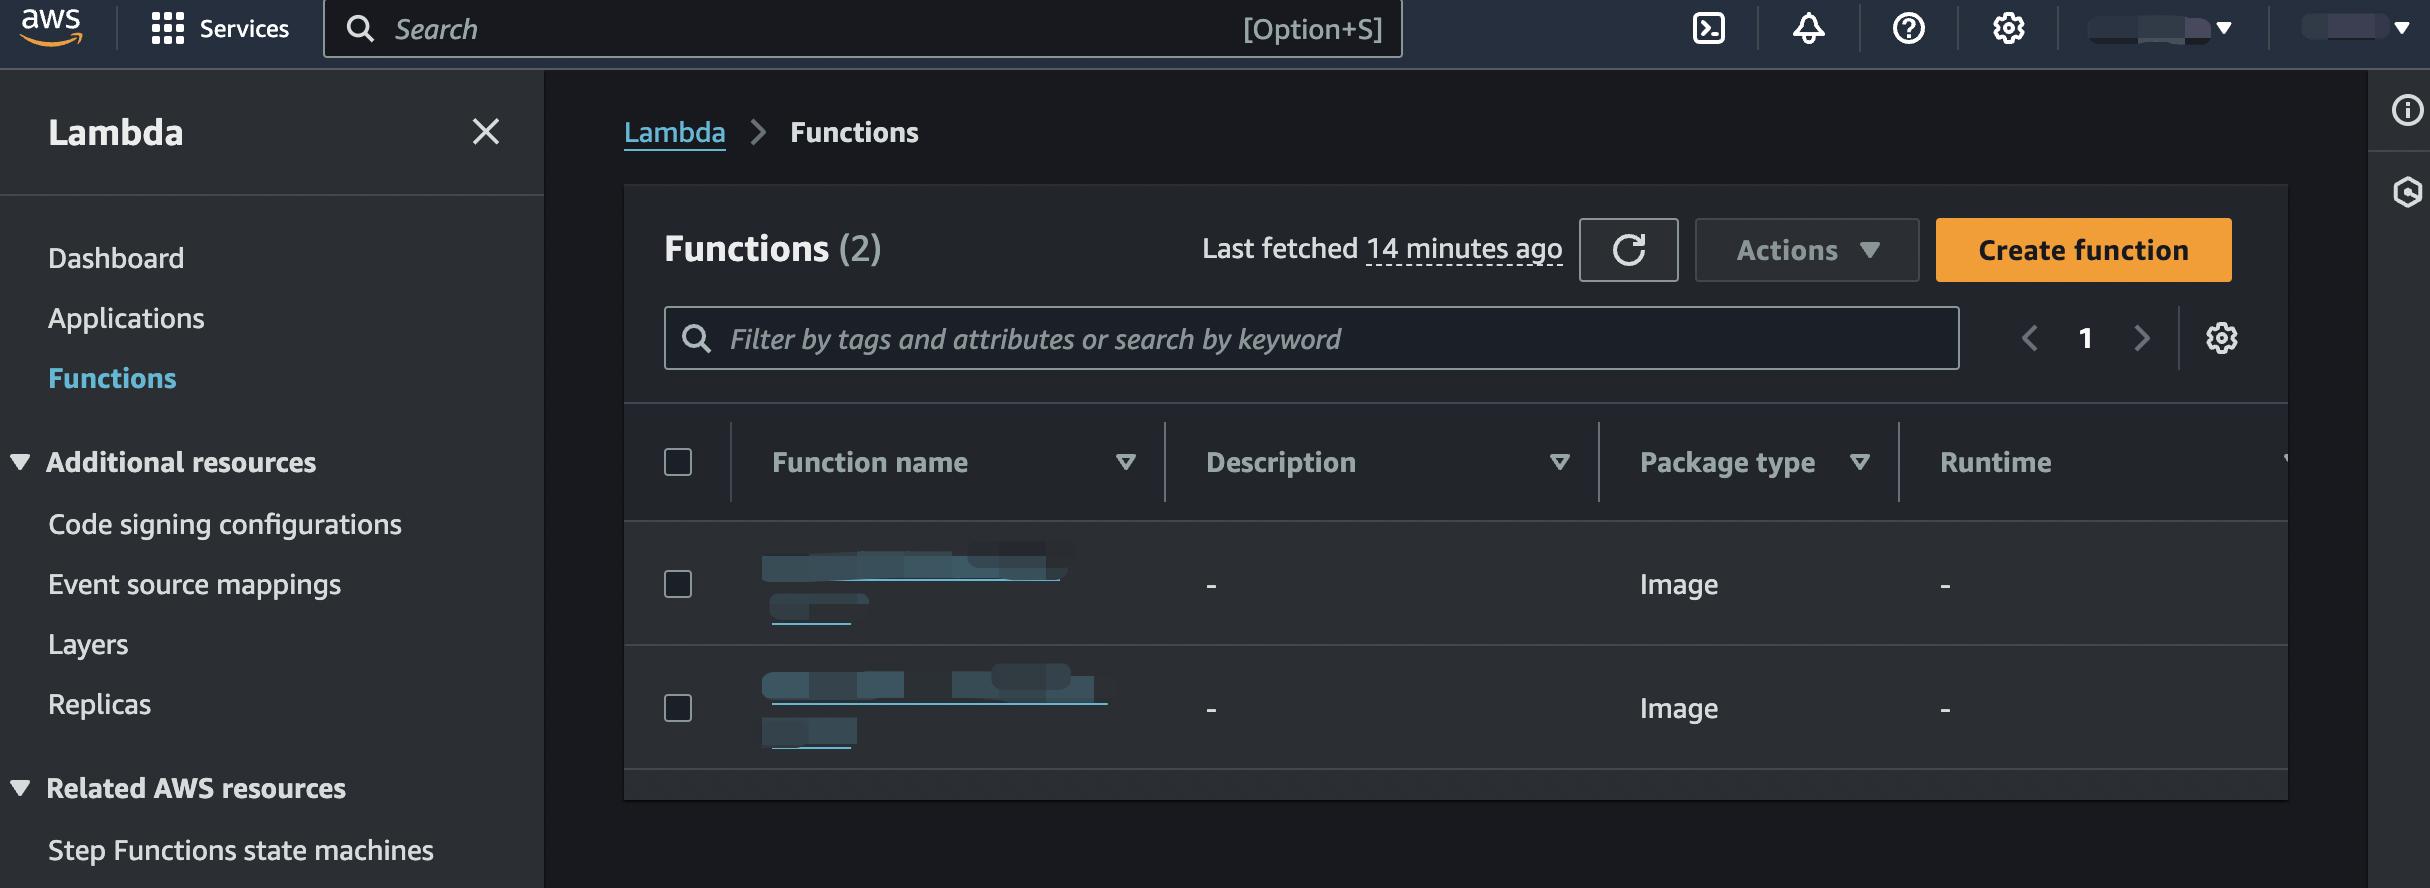 aws
Services
Search [Option+S]
Lambda
Dashboard
Applications
Functions
Additional resources
Code signing configurations
Event source mappings
Layers
Replicas
Related AWS resources
Step Functions state machines
Lambda > Functions
Functions (2)
Last fetched 14 minutes ago
Actions
Create function
Filter by tags and attributes or search by keyword
1
Function name Description Package type Runtime
- Image -
- Image -